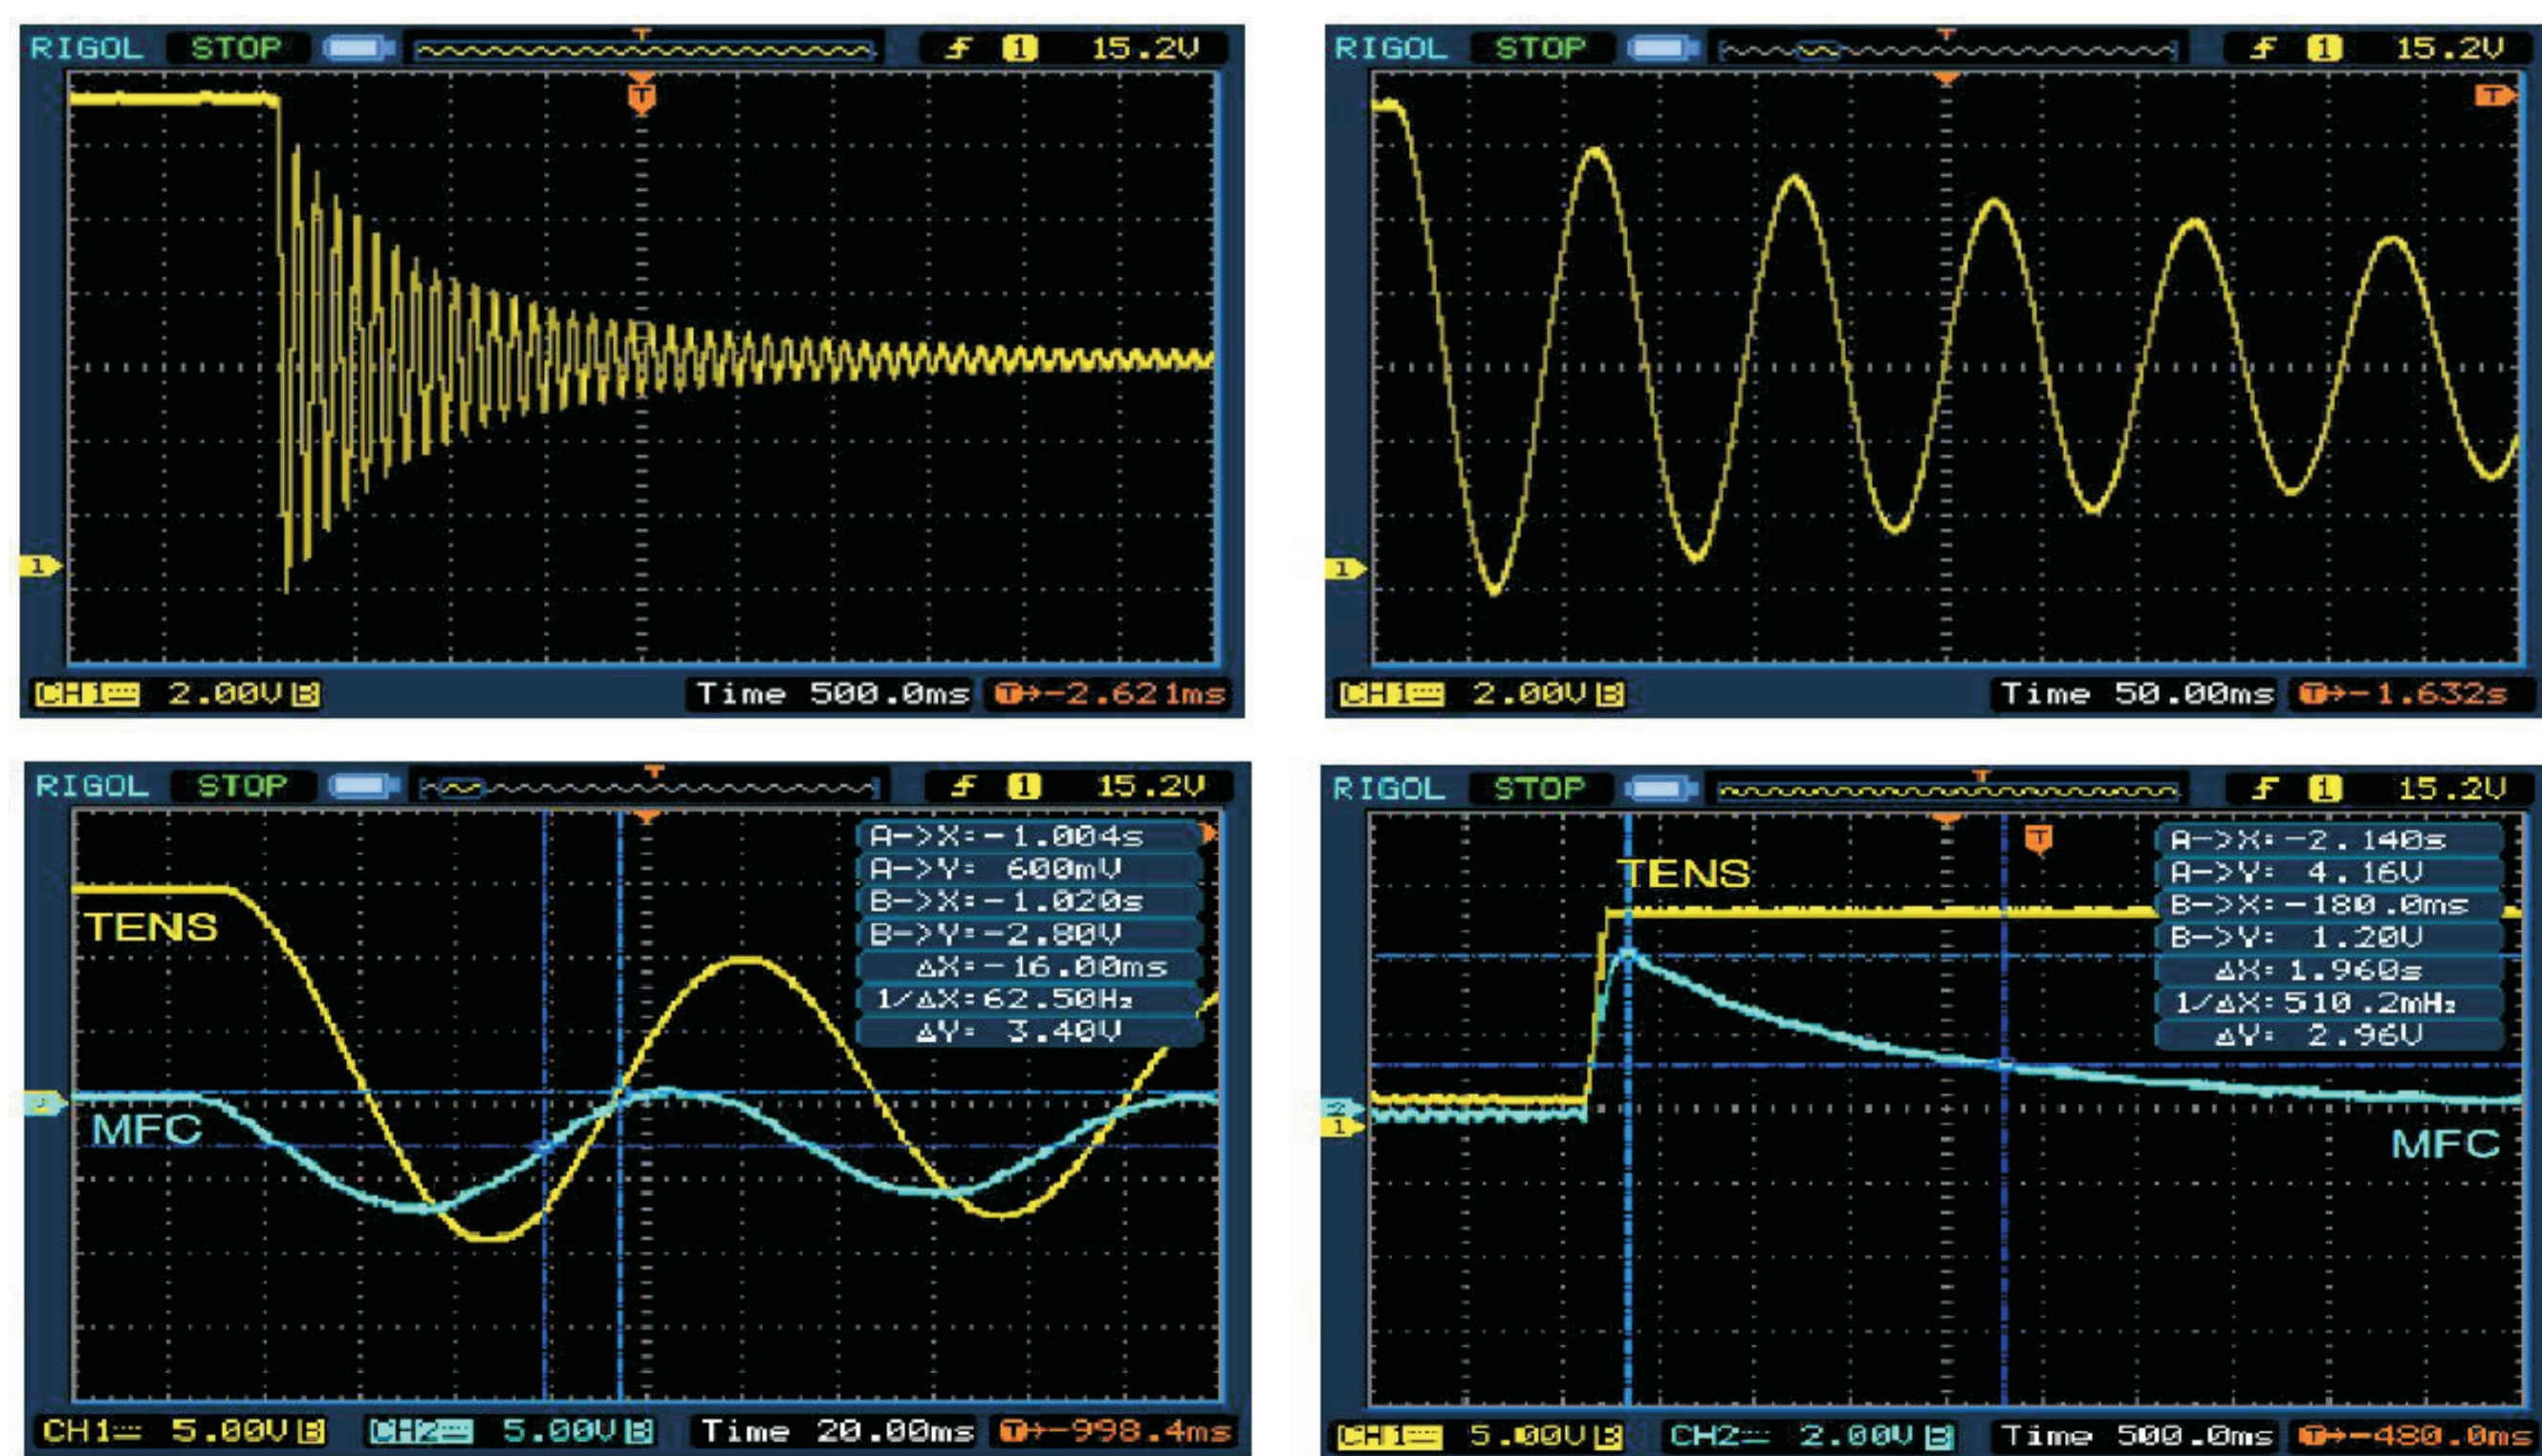 RIGOL STOP T F 1 15.2V
T
1
CH1 2.00V B Time 500.0ms T→-2.621ms
RIGOL STOP T F 1 15.2V
T
1
CH1 2.00V B Time 50.00ms T→-1.632s
RIGOL STOP T F 1 15.2V
A->X:-1.004s
A->Y: 600mV
B->X:-1.020s
B->Y:-2.80V
ΔX:-16.00ms
1/ΔX:62.50Hz
ΔY: 3.40V
TENS
MFC
2
CH1 5.00V B CH2 5.00V B Time 20.00ms T→-998.4ms
RIGOL STOP T F 1 15.2V
T
A->X:-2.140s
A->Y: 4.16V
B->X:-180.0ms
B->Y: 1.20V
ΔX:1.960s
1/ΔX:510.2mHz
ΔY: 2.96V
TENS
2
1
MFC
CH1 5.00V B CH2 2.00V B Time 500.0ms T→-480.0ms